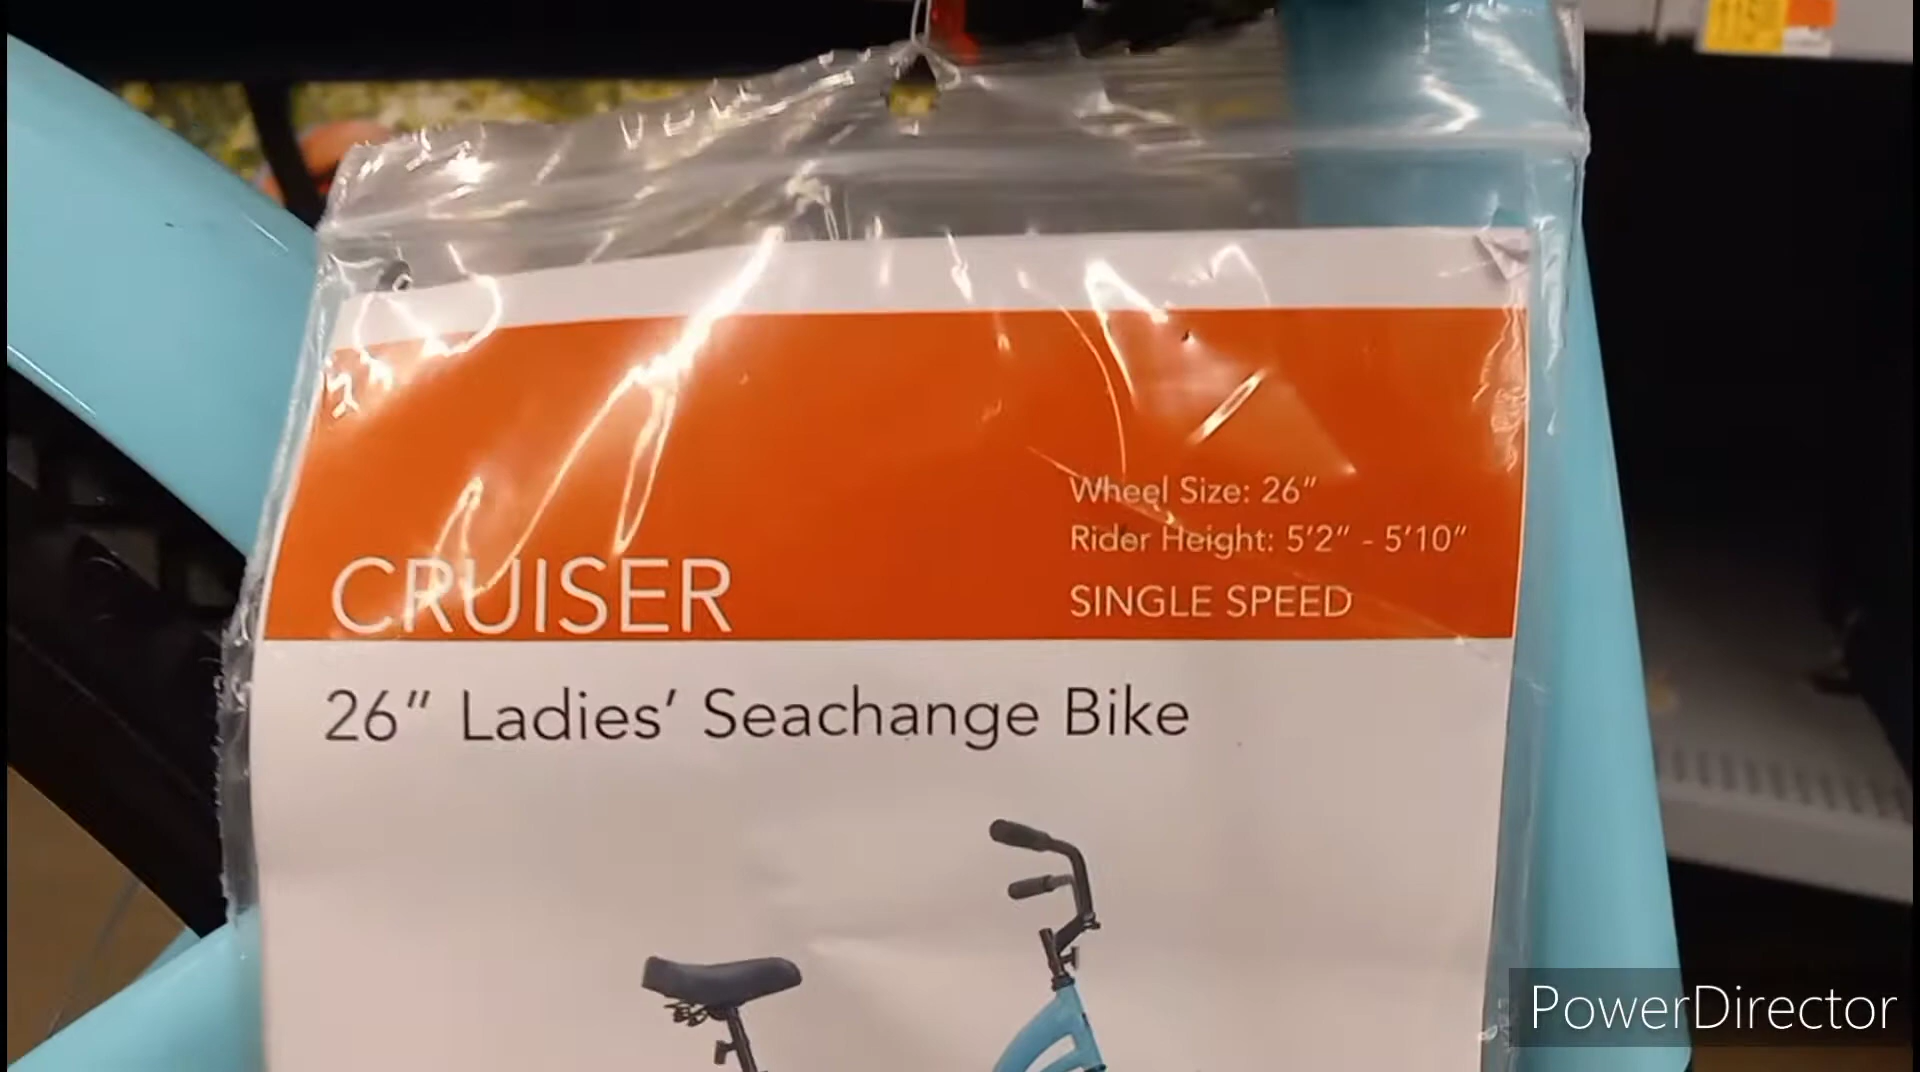 Wheel Size: 26”
Rider Height: 5’2” - 5’10”
CRUISER
SINGLE SPEED
26” Ladies’ Seachange Bike
PowerDirector